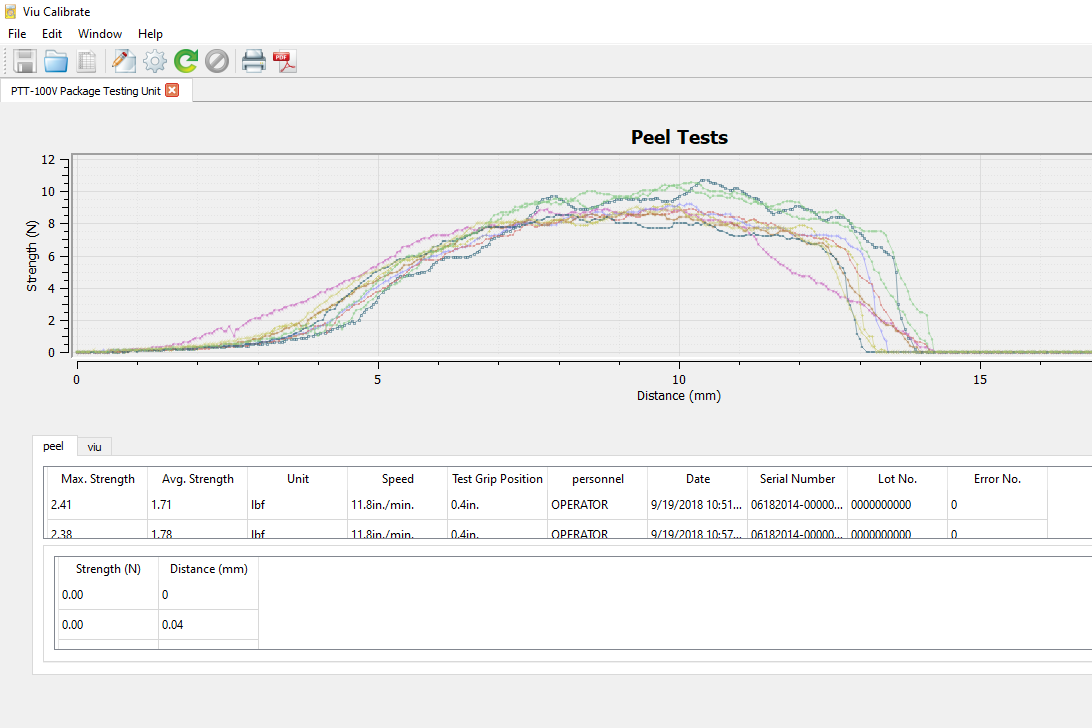 Viu Calibrate
File Edit Window Help
PDF
PTT-100V Package Testing Unit
Peel Tests
12
10
8
6
4
2
0
Strength (N)
0 5 10 15
Distance (mm)
peel viu
Max. Strength Avg. Strength Unit Speed Test Grip Position personnel Date Serial Number Lot No. Error No.
2.41 1.71 lbf 11.8in./min. 0.4in. OPERATOR 9/19/2018 10:51... 06182014-00000... 0000000000 0
2.38 1.78 lbf 11.8in./min. 0.4in. OPERATOR 9/19/2018 10:57... 06182014-00000... 0000000000 0
Strength (N) Distance (mm)
0.00 0
0.00 0.04